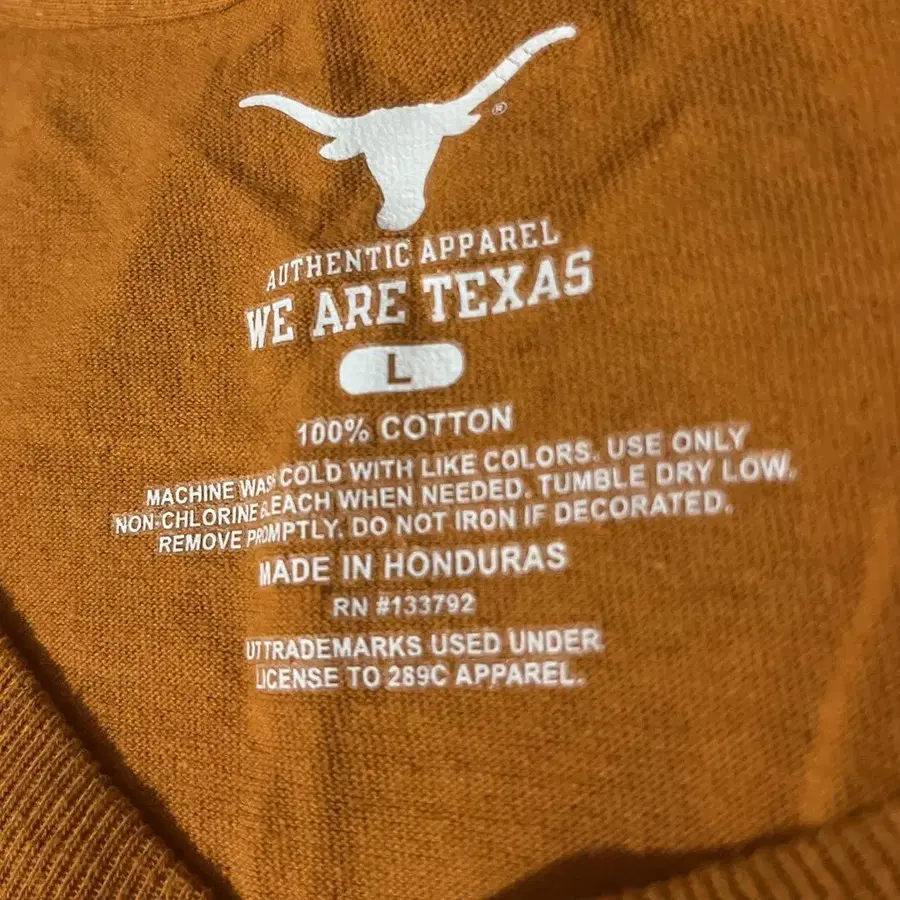 ®
AUTHENTIC APPAREL
WE ARE TEXAS
L
100% COTTON
MACHINE WASH COLD WITH LIKE COLORS. USE ONLY
NON-CHLORINE BLEACH WHEN NEEDED. TUMBLE DRY LOW.
REMOVE PROMPTLY. DO NOT IRON IF DECORATED.
MADE IN HONDURAS
RN #133792
UT TRADEMARKS USED UNDER
LICENSE TO 289C APPAREL.